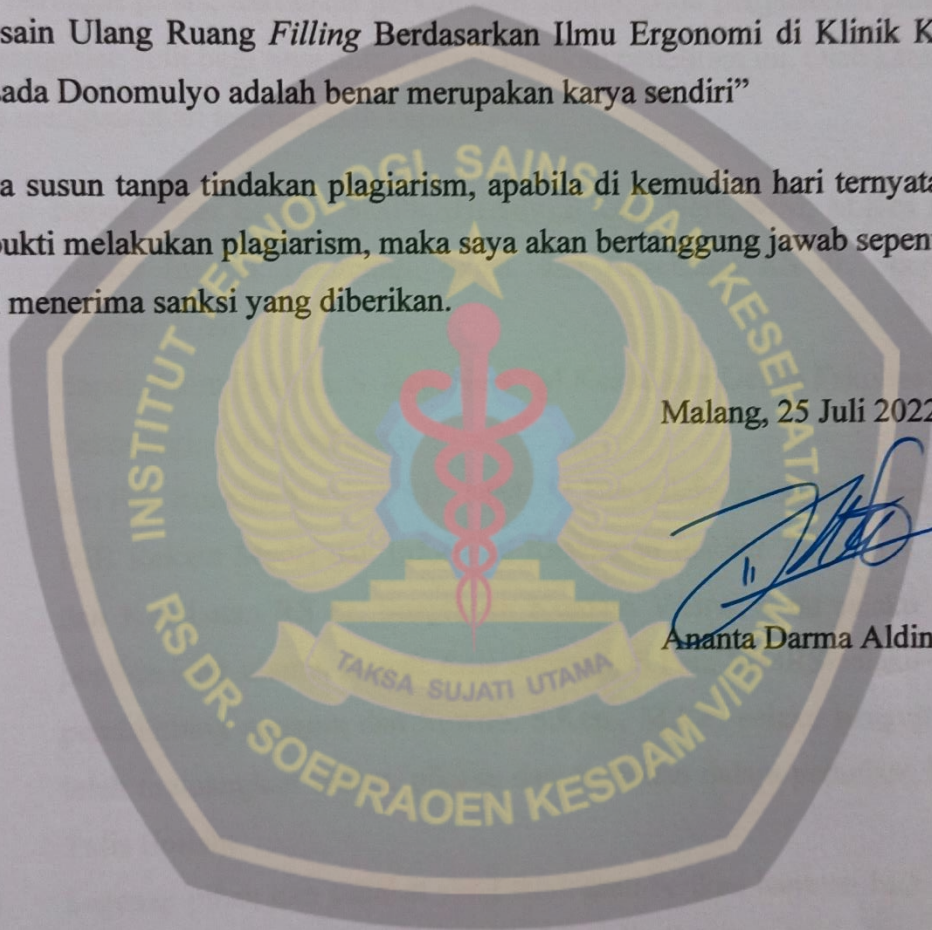 sain Ulang Ruang Filling Berdasarkan Ilmu Ergonomi di Klinik K
ada Donomulyo adalah benar merupakan karya sendiri”
a susun tanpa tindakan plagiarism, apabila di kemudian hari ternyata
bukti melakukan plagiarism, maka saya akan bertanggung jawab sepen
menerima sanksi yang diberikan.
Malang, 25 Juli 2022
Ananta Darma Aldin
INSTITUT TEKNOLOGI, SAINS, DAN KESEHATAN
RS DR. SOEPRAOEN KESDAM V/BRW
TAKSA SUJATI UTAMA